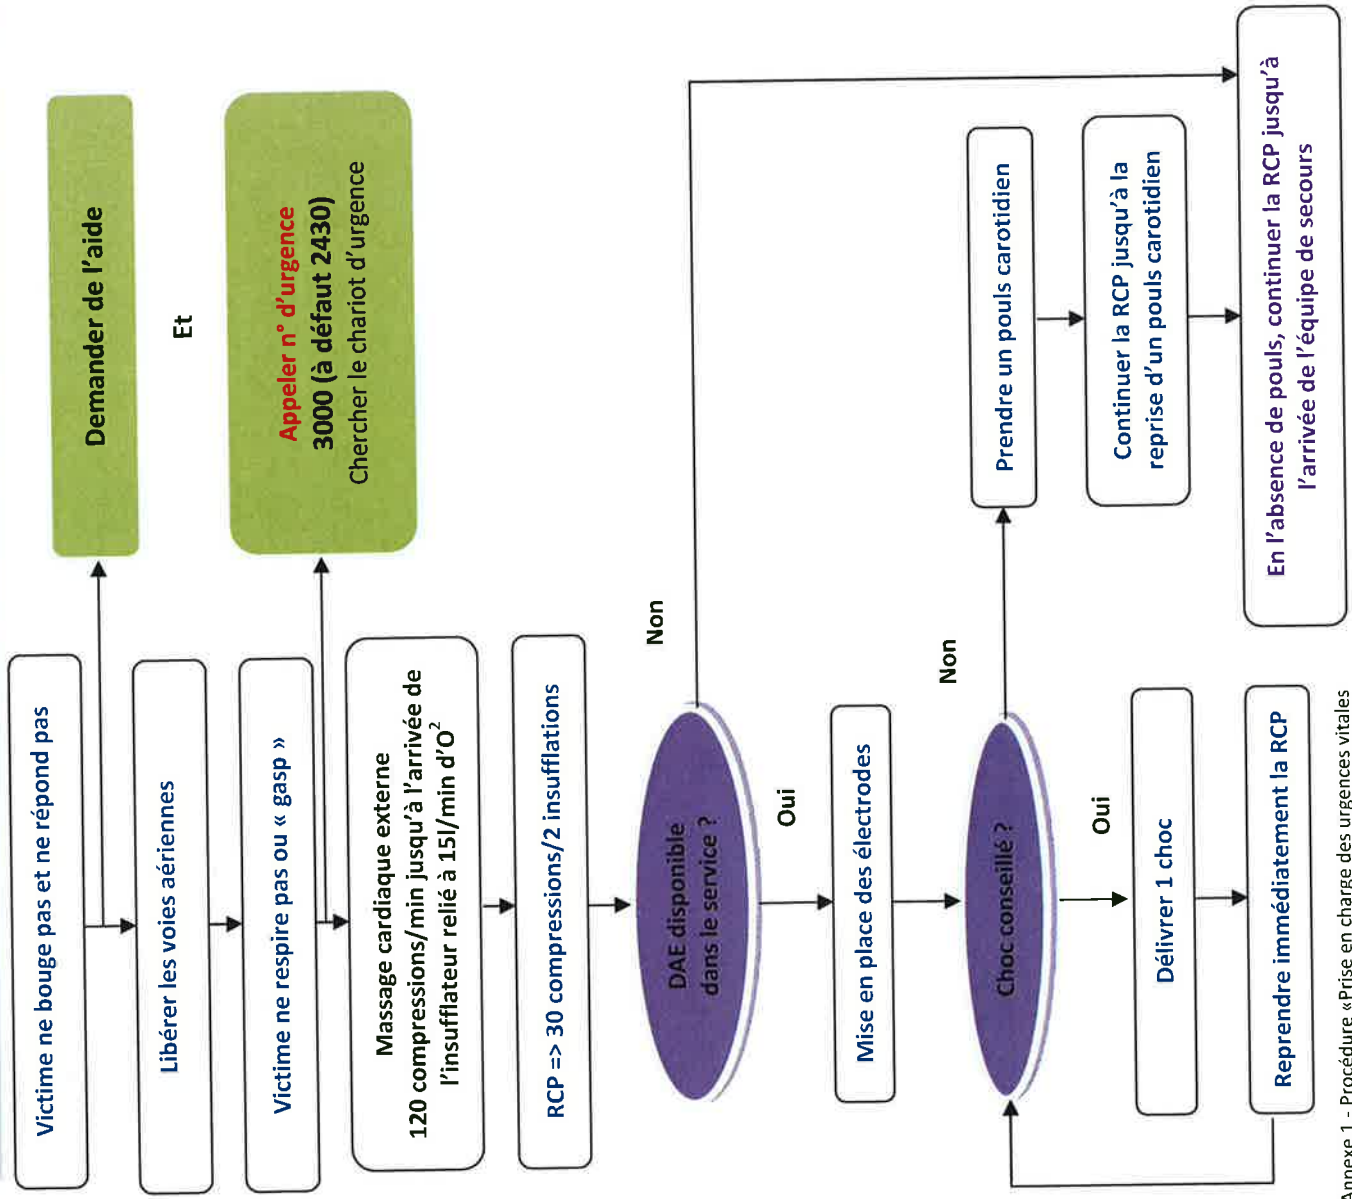 Victime ne bouge pas et ne répond pas
Demander de l'aide
Et
Libérer les voies aériennes
Victime ne respire pas ou « gasp »
Appeler n° d'urgence
3000 (à défaut 2430)
Chercher le chariot d'urgence
Massage cardiaque externe
120 compressions/min jusqu'à l'arrivée de
l'insufflateur relié à 15l/min d'O²
RCP => 30 compressions/2 insufflations
DAE disponible
dans le service ?
Non
Oui
Mise en place des électrodes
Choc conseillé ?
Non
Prendre un pouls carotidien
Continuer la RCP jusqu'à la
reprise d'un pouls carotidien
Oui
Délivrer 1 choc
Reprendre immédiatement la RCP
En l'absence de pouls, continuer la RCP jusqu'à
l'arrivée de l'équipe de secours
Annexe 1 - Procédure «Prise en charge des urgences vitales